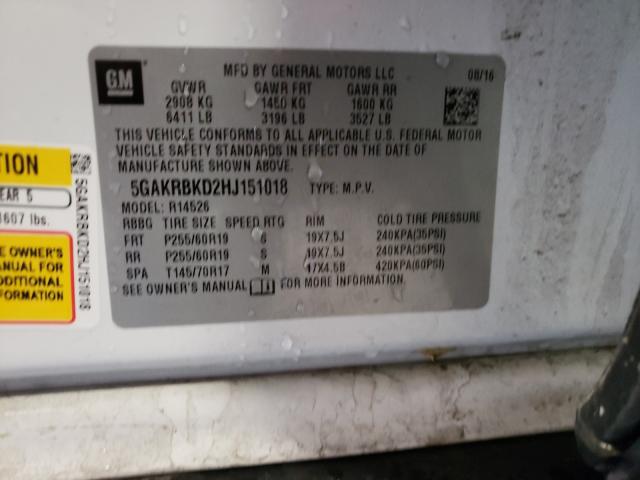 GM
MFD BY GENERAL MOTORS LLC 08/16
GVWR GAWR FRT GAWR RR
2908 KG 1450 KG 1600 KG
6411 LB 3196 LB 3527 LB
THIS VEHICLE CONFORMS TO ALL APPLICABLE U.S. FEDERAL MOTOR
VEHICLE SAFETY STANDARDS IN EFFECT ON THE DATE OF
MANUFACTURE SHOWN ABOVE.
5GAKRBKD2HJ151018 TYPE: M.P.V.
MODEL: R14526
RBBG TIRE SIZE SPEED RTG RIM COLD TIRE PRESSURE
FRT P255/60R19 S 19X7.5J 240KPA(35PSI)
RR P255/60R19 S 19X7.5J 240KPA(35PSI)
SPA T145/70R17 M 17X4.5B 420KPA(60PSI)
SEE OWNER'S MANUAL FOR MORE INFORMATION.
TION
EAR 5
607 lbs.
EE OWNER'S
ANUAL FOR
DDITIONAL
FORMATION
5GAKRBKD2HJ151018